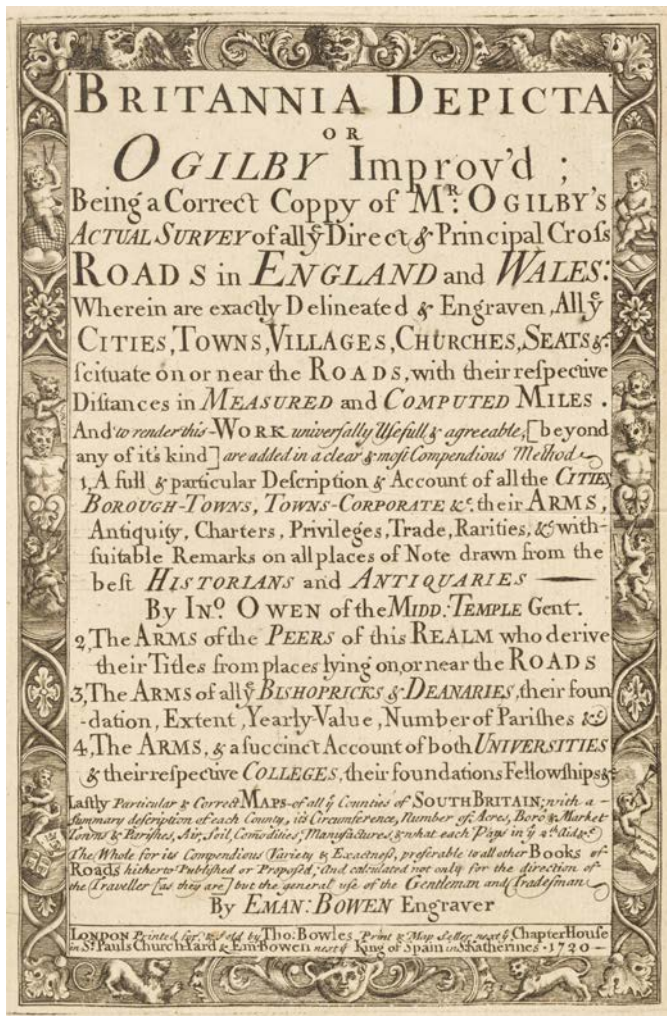 BRITANNIA DEPICTA
OR
OGILBY Improv'd ;
Being a Correct Coppy of Mr. OGILBY'S
ACTUAL SURVEY of all ye Direct & Principal Croſs
ROADS in ENGLAND and WALES:
Wherein are exactly Delineated & Engraven, All ye
CITIES, TOWNS, VILLAGES, CHURCHES, SEATS &c.
ſcituate on or near the ROADS, with their reſpective
Diſtances in MEASURED and COMPUTED MILES .
And to render this WORK univerſally Uſefull & agreeable, [beyond
any of its kind] are added in a clear & moſt Compendious Method
1, A full & particular Deſcription & Account of all the CITIES
BOROUGH-TOWNS, TOWNS-CORPORATE &c. their ARMS,
Antiquity, Charters, Privileges, Trade, Rarities, &c with
ſuitable Remarks on all places of Note drawn from the
beſt HISTORIANS and ANTIQUARIES —
By Ino. OWEN of the MIDD: TEMPLE Gent.
2, The ARMS of the PEERS of this REALM who derive
their Titles from places lying on, or near the ROADS
3, The ARMS of all ye BISHOPRICKS & DEANARIES, their foun
-dation, Extent, Yearly-Value, Number of Pariſhes &c
4, The ARMS, & a ſuccinct Account of both UNIVERSITIES
& their reſpective COLLEGES, their foundations Fellowſhips &c
Laſtly Particular & Correct MAPS of all ye Counties of SOUTH BRITAIN; with a -
Summary deſcription of each County, its Circumference, Number of Acres, Boro' & Market
Towns & Pariſhes, Air, Soil, Comodities, Manufactures, & what each Pays in ye 2s. Aid &c
The Whole for its Compendious Variety & Exactneſs, preferable to all other Books of
Roads hitherto Publiſhed or Propoſed; And calculated not only for the direction of
the Traveller [as they are] but the general uſe of the Gentleman and Tradeſman
By EMAN: BOWEN Engraver
LONDON Printed for, & Sold by Tho: Bowles, Print & Map Seller next ye Chapter Houſe
in St. Pauls Church Yard & Em: Bowen next ye King of Spain in St Katherines · 1720 —